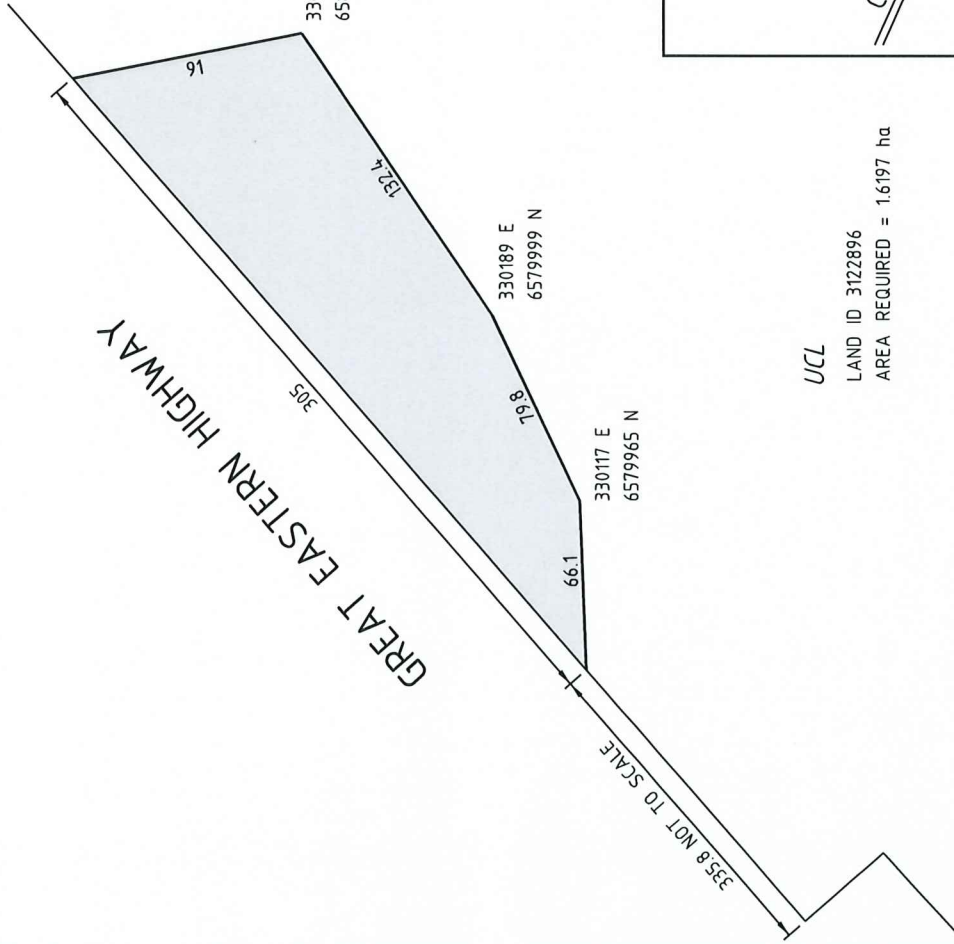 33
65
91
132.4
305
GREAT EASTERN HIGHWAY
330189 E
6579999 N
79.8
330117 E
6579965 N
66.1
335.8 NOT TO SCALE
UCL
LAND ID 3122896
AREA REQUIRED = 1.6197 ha